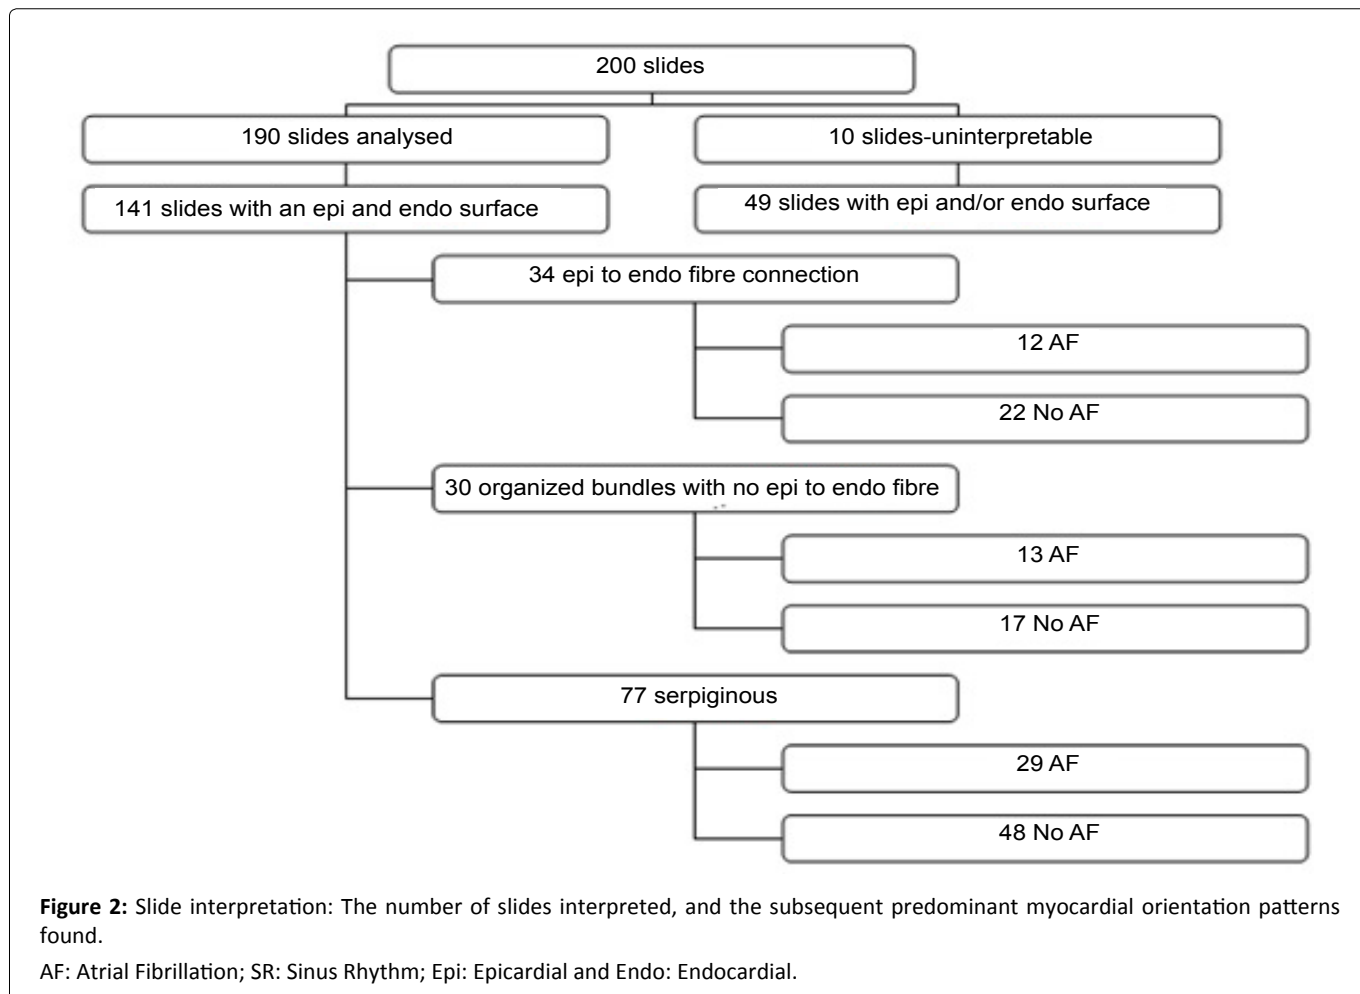 200 slides
190 slides analysed
10 slides-uninterpretable
141 slides with an epi and endo surface
49 slides with epi and/or endo surface
34 epi to endo fibre connection
12 AF
22 No AF
30 organized bundles with no epi to endo fibre
13 AF
17 No AF
77 serpiginous
29 AF
48 No AF
Figure 2: Slide interpretation: The number of slides interpreted, and the subsequent predominant myocardial orientation patterns
found.
AF: Atrial Fibrillation; SR: Sinus Rhythm; Epi: Epicardial and Endo: Endocardial.